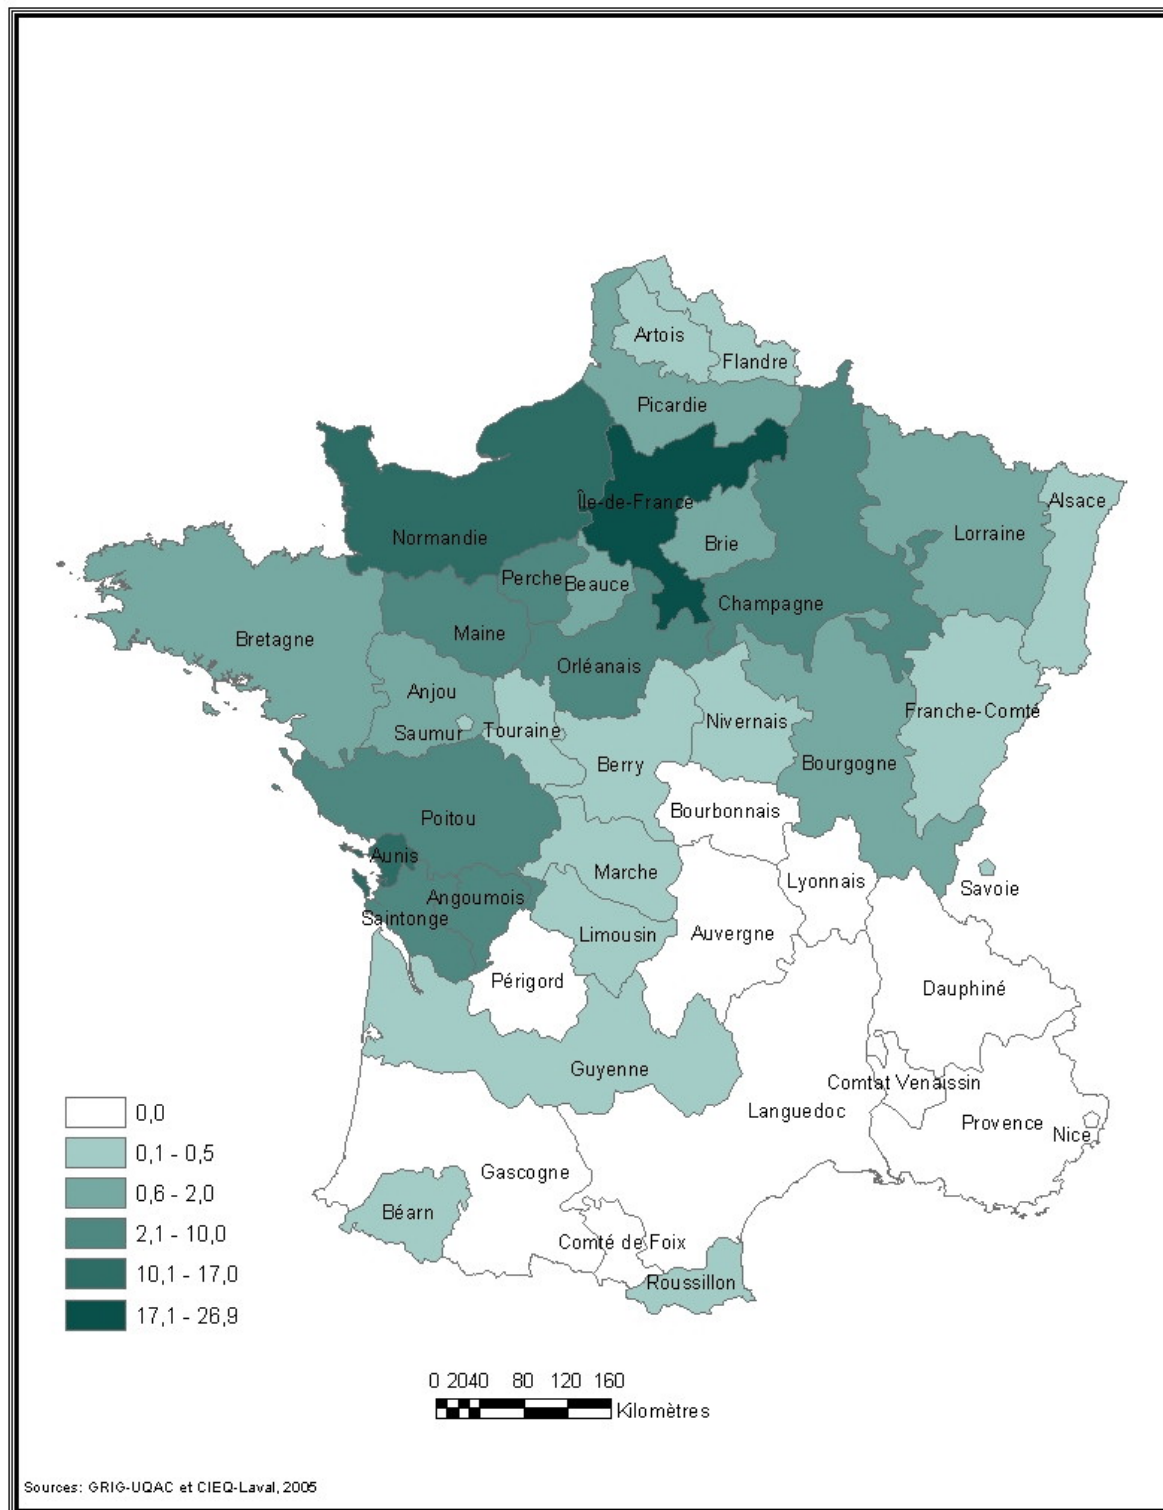 Artois
Flandre
Picardie
Île-de-France
Alsace
Normandie
Brie
Lorraine
Perche
Beauce
Champagne
Bretagne
Maine
Orléanais
Anjou
Saumur
Touraine
Nivernais
Franche-Comté
Berry
Bourgogne
Poitou
Bourbonnais
Aunis
Marche
Lyonnais
Savoie
Angoumois
Saintonge
Limousin
Auvergne
Périgord
Dauphiné
Guyenne
Comtat Venaissin
Languedoc
Provence
Nice
Gascogne
Béarn
Comté de Foix
Roussillon
0,0
0,1 - 0,5
0,6 - 2,0
2,1 - 10,0
10,1 - 17,0
17,1 - 26,9
0 20 40 80 120 160
Kilomètres
Sources: GRIG-UQAC et CIEQ-Laval, 2005